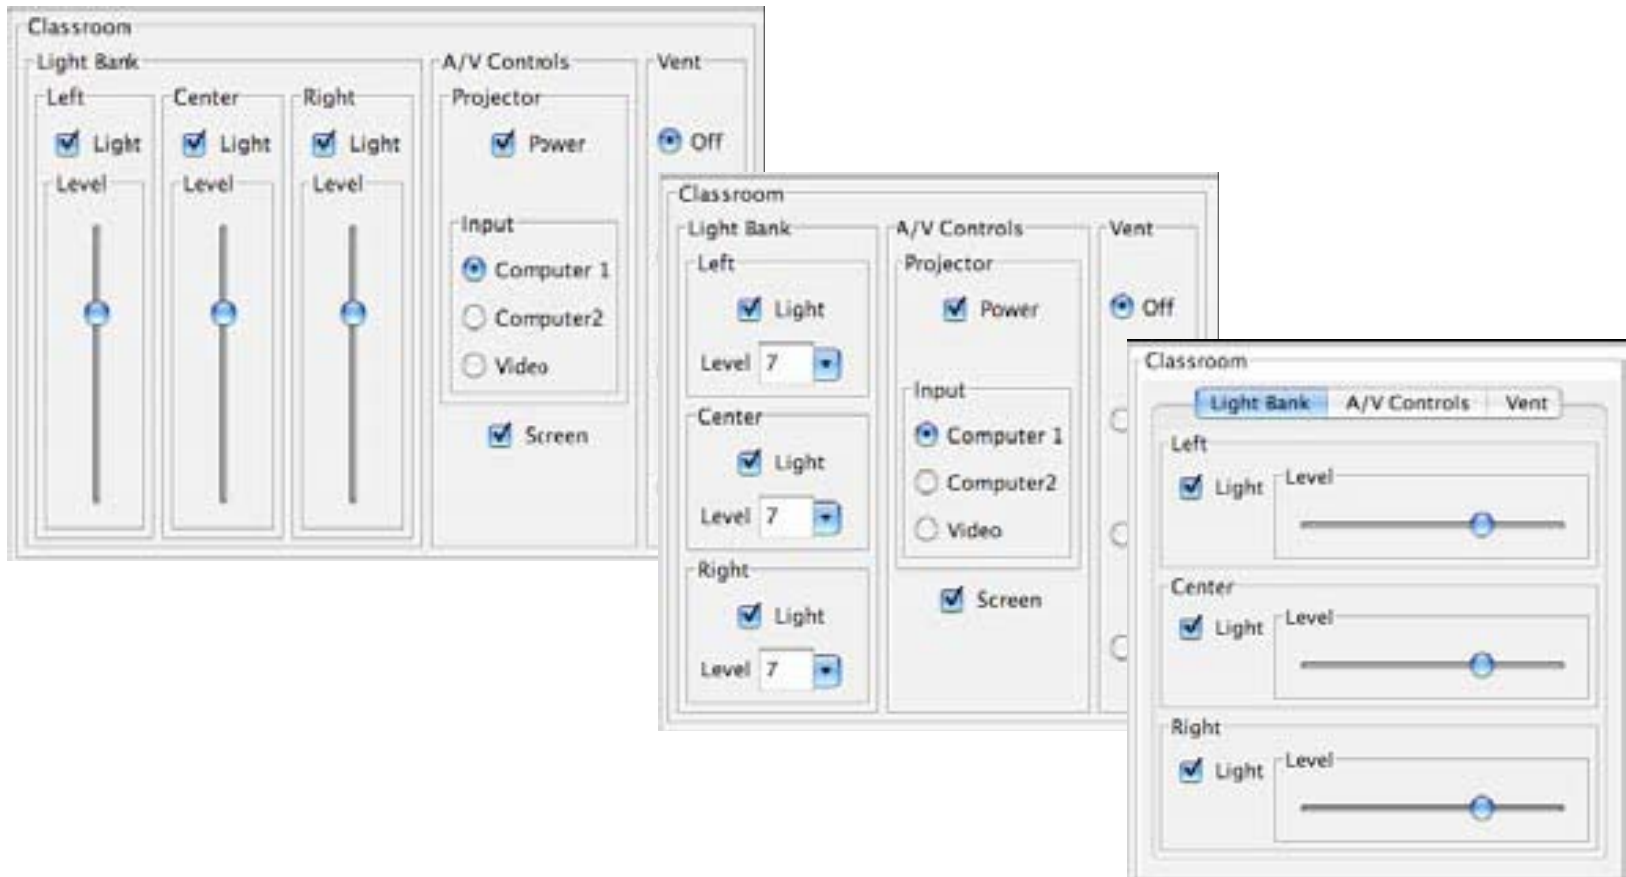 Classroom
Light Bank A/V Controls Vent
Left Center Right Projector
Light Light Light Power Off
Level Level Level
Input
Computer 1
Computer2
Video
Screen
Classroom
Light Bank A/V Controls Vent
Left Projector
Light Power Off
Level 7
Input
Center
Computer 1
Light
Computer2
Level 7
Video
Right
Screen
Light
Level 7
Classroom
Light Bank A/V Controls Vent
Left
Light Level
Center
Light Level
Right
Light Level